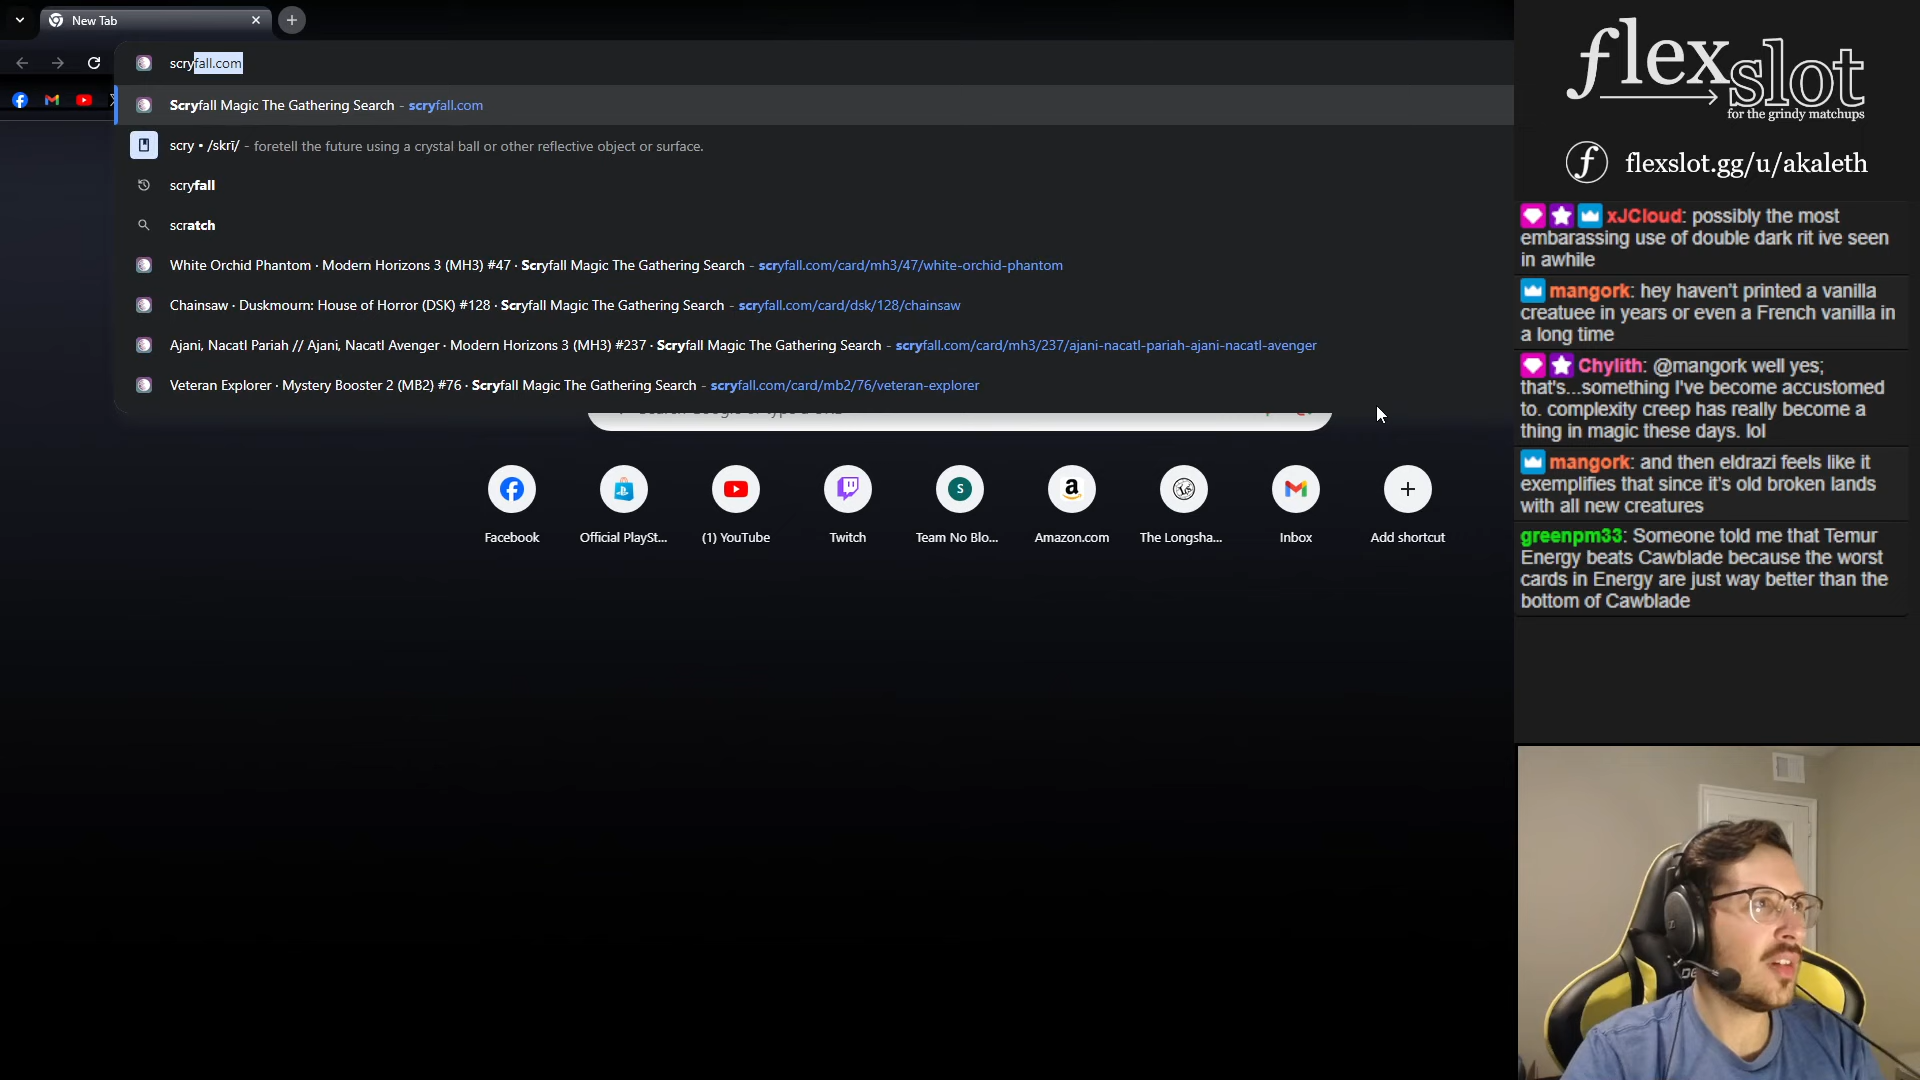 New Tab
scryfall.com
Scryfall Magic The Gathering Search - scryfall.com
scry • /skrī/ - foretell the future using a crystal ball or other reflective object or surface.
scryfall
scratch
White Orchid Phantom · Modern Horizons 3 (MH3) #47 · Scryfall Magic The Gathering Search - scryfall.com/card/mh3/47/white-orchid-phantom
Chainsaw · Duskmourn: House of Horror (DSK) #128 · Scryfall Magic The Gathering Search - scryfall.com/card/dsk/128/chainsaw
Ajani, Nacatl Pariah // Ajani, Nacatl Avenger · Modern Horizons 3 (MH3) #237 · Scryfall Magic The Gathering Search - scryfall.com/card/mh3/237/ajani-nacatl-pariah-ajani-nacatl-avenger
Veteran Explorer · Mystery Booster 2 (MB2) #76 · Scryfall Magic The Gathering Search - scryfall.com/card/mb2/76/veteran-explorer
Facebook
Official PlaySt...
(1) YouTube
Twitch
Team No Blo...
Amazon.com
The Longsha...
Inbox
Add shortcut
flex
slot
for the grindy matchups
flexslot.gg/u/akaleth
xJCloud: possibly the most
embarassing use of double dark rit ive seen
in awhile
mangork: hey haven't printed a vanilla
creatuee in years or even a French vanilla in
a long time
Chylith: @mangork well yes;
that's...something I've become accustomed
to. complexity creep has really become a
thing in magic these days. lol
mangork: and then eldrazi feels like it
exemplifies that since it's old broken lands
with all new creatures
greenpm33: Someone told me that Temur
Energy beats Cawblade because the worst
cards in Energy are just way better than the
bottom of Cawblade